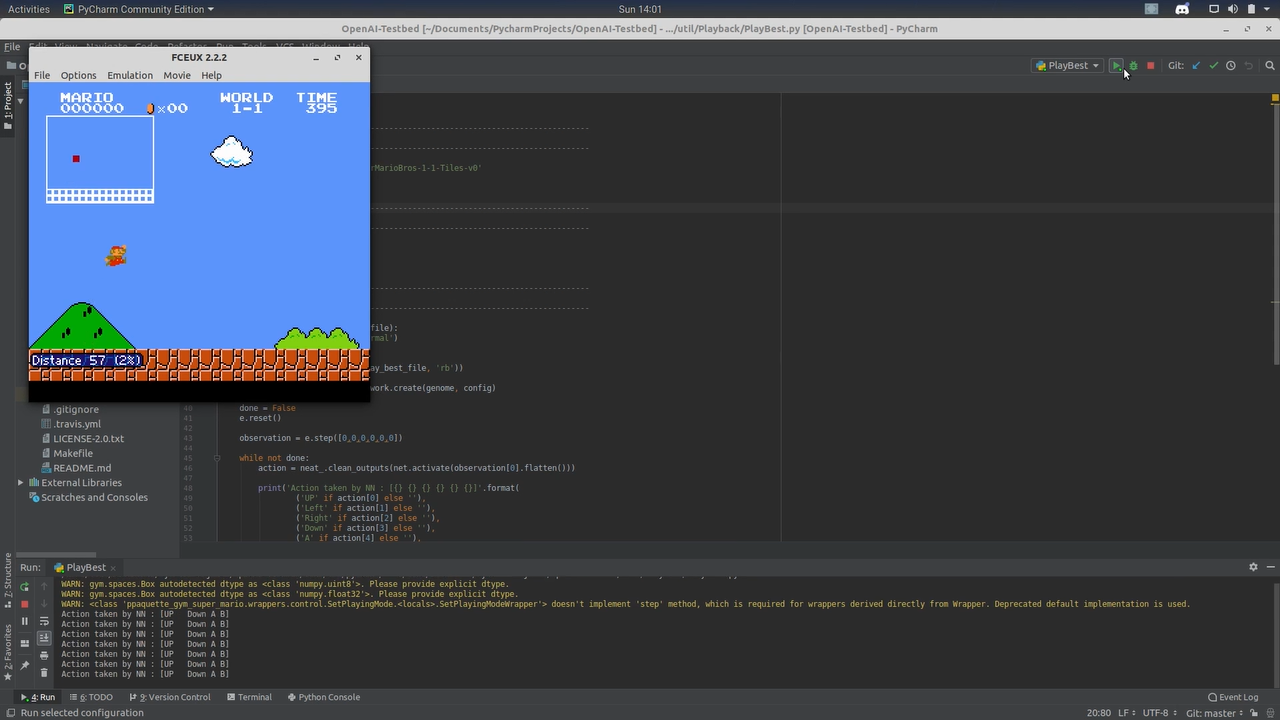 Activities PyCharm Community Edition Sun 14:01
OpenAI-Testbed [~/Documents/PycharmProjects/OpenAI-Testbed] - .../util/Playback/PlayBest.py [OpenAI-Testbed] - PyCharm
File Edit View Navigate Code Refactor Run Tools VCS Window Help
FCEUX 2.2.2
PlayBest Git:
File Options Emulation Movie Help
1: Project
MARIO WORLD TIME
000000 ×00 1-1 395
rMarioBros-1-1-Tiles-v0'
file):
mal')
Distance 57 (2%)
ay_best_file, 'rb'))
work.create(genome, config)
.gitignore
40 done = False
41 e.reset()
.travis.yml
42
LICENSE-2.0.txt
43 observation = e.step([0,0,0,0,0,0])
44
Makefile
45 while not done:
README.md
46 action = neat_.clean_outputs(net.activate(observation[0].flatten()))
External Libraries
47
48 print('Action taken by NN : [{} {} {} {} {} {}]'.format(
Scratches and Consoles
49 ('UP' if action[0] else ''),
50 ('Left' if action[1] else ''),
51 ('Right' if action[2] else ''),
52 ('Down' if action[3] else ''),
53 ('A' if action[4] else ''),
Run: PlayBest
WARN: gym.spaces.Box autodetected dtype as <class 'numpy.uint8'>. Please provide explicit dtype.
WARN: gym.spaces.Box autodetected dtype as <class 'numpy.float32'>. Please provide explicit dtype.
WARN: <class 'ppaquette_gym_super_mario.wrappers.control.SetPlayingMode.<locals>.SetPlayingModeWrapper'> doesn't implement 'step' method, which is required for wrappers derived directly from Wrapper. Deprecated default implementation is used.
Action taken by NN : [UP Down A B]
Action taken by NN : [UP Down A B]
Action taken by NN : [UP Down A B]
Action taken by NN : [UP Down A B]
Action taken by NN : [UP Down A B]
Action taken by NN : [UP Down A B]
Action taken by NN : [UP Down A B]
7: Structure
2: Favorites
4: Run 6: TODO 9: Version Control Terminal Python Console Event Log
Run selected configuration 20:80 LF UTF-8 Git: master